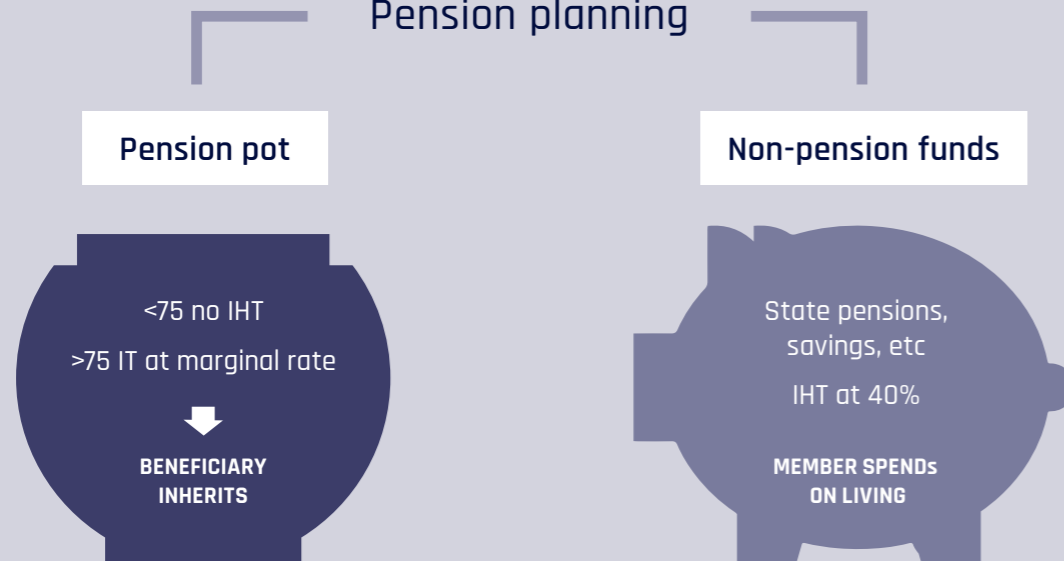 Pension planning
Pension pot
Non-pension funds
<75 no IHT
>75 IT at marginal rate
BENEFICIARY
INHERITS
State pensions,
savings, etc
IHT at 40%
MEMBER SPENDs
ON LIVING